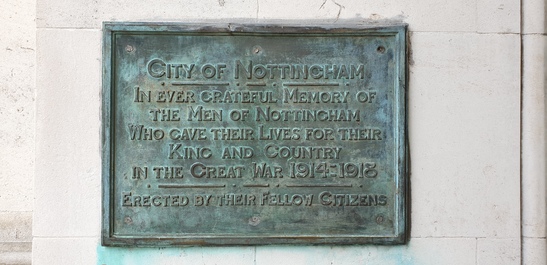 City of Nottingham
In ever grateful Memory of
the Men of Nottingham
Who gave their Lives for their
King and Country
in the Great War 1914-1918
Erected by their Fellow Citizens